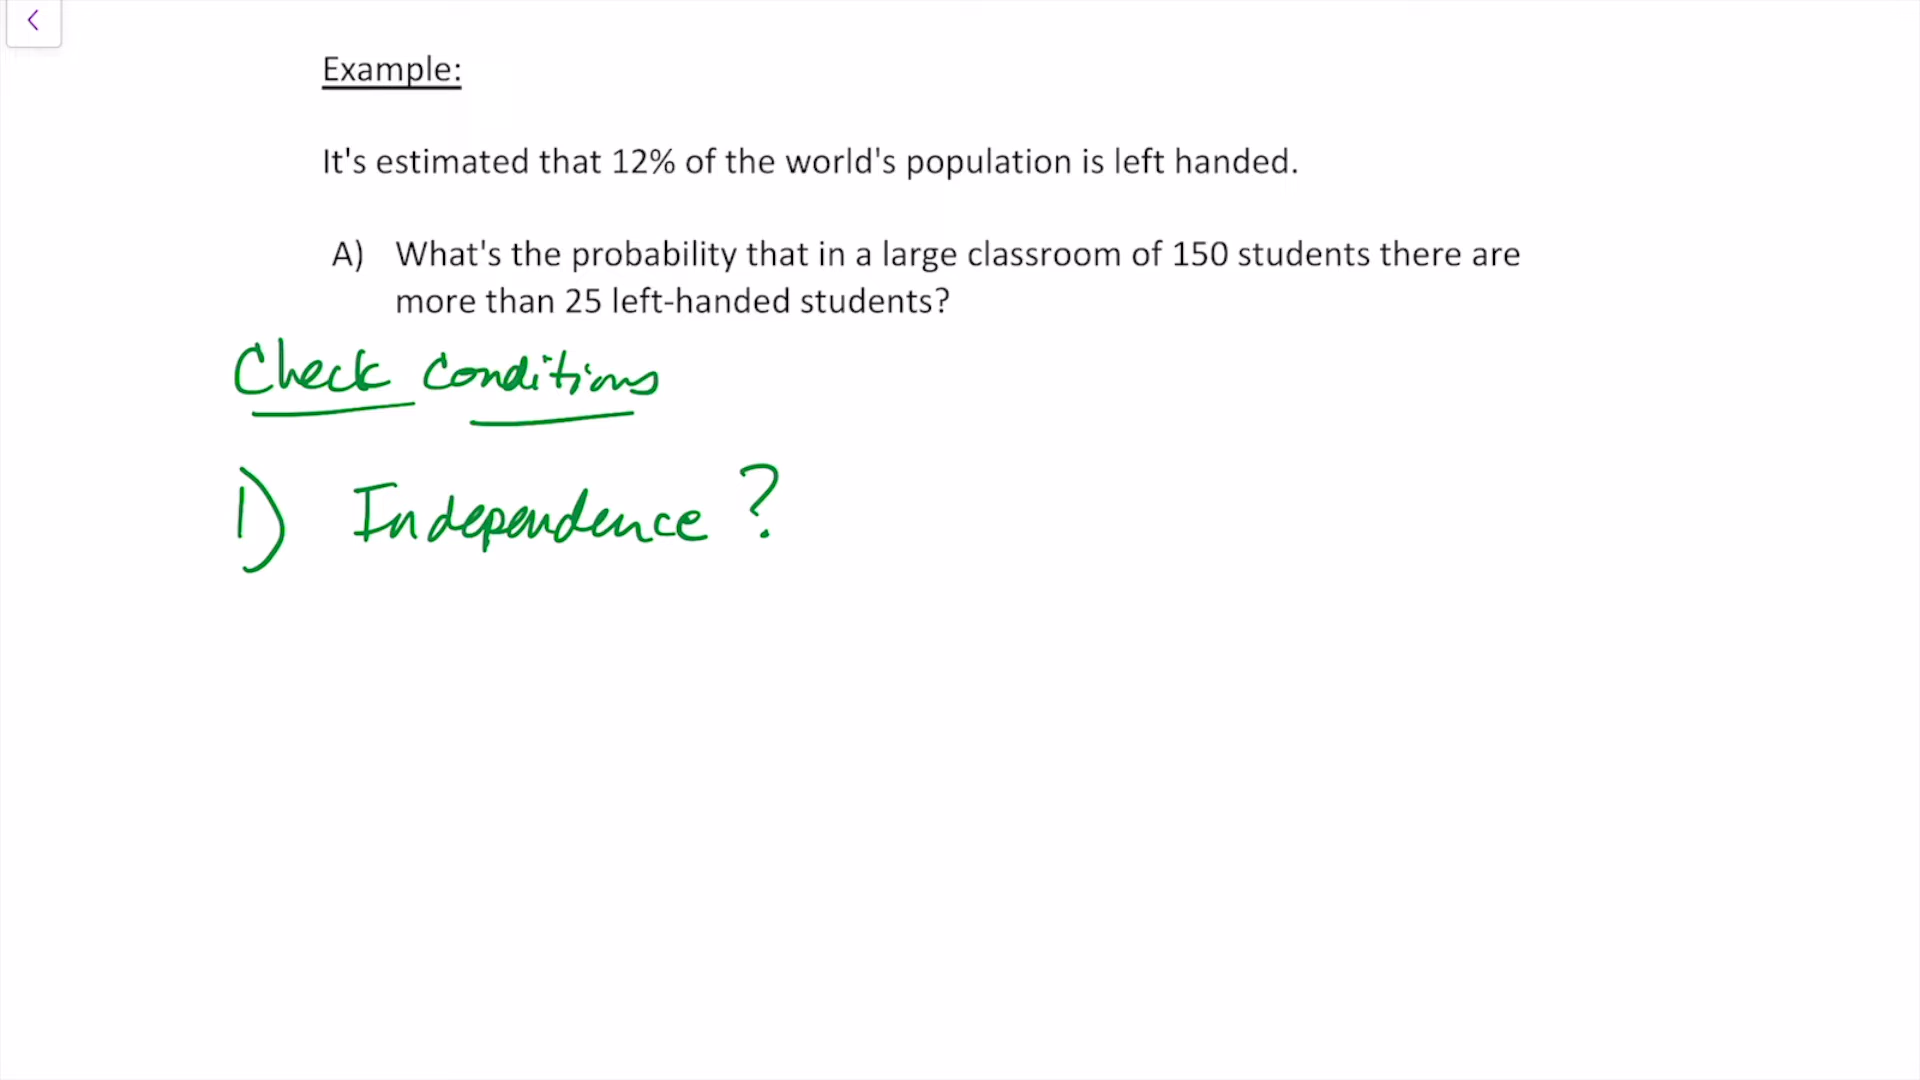 Example:
It's estimated that 12% of the world's population is left handed.
A) What's the probability that in a large classroom of 150 students there are
more than 25 left-handed students?
Check Conditions
1) Independence?